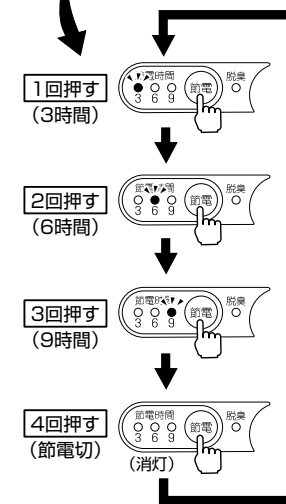 節電時間 脱臭
3 6 9 節電
1回押す
(3時間)
節電時間 脱臭
3 6 9 節電
2回押す
(6時間)
節電時間 脱臭
3 6 9 節電
3回押す
(9時間)
節電時間 脱臭
3 6 9 節電
4回押す
(節電切)
(消灯)